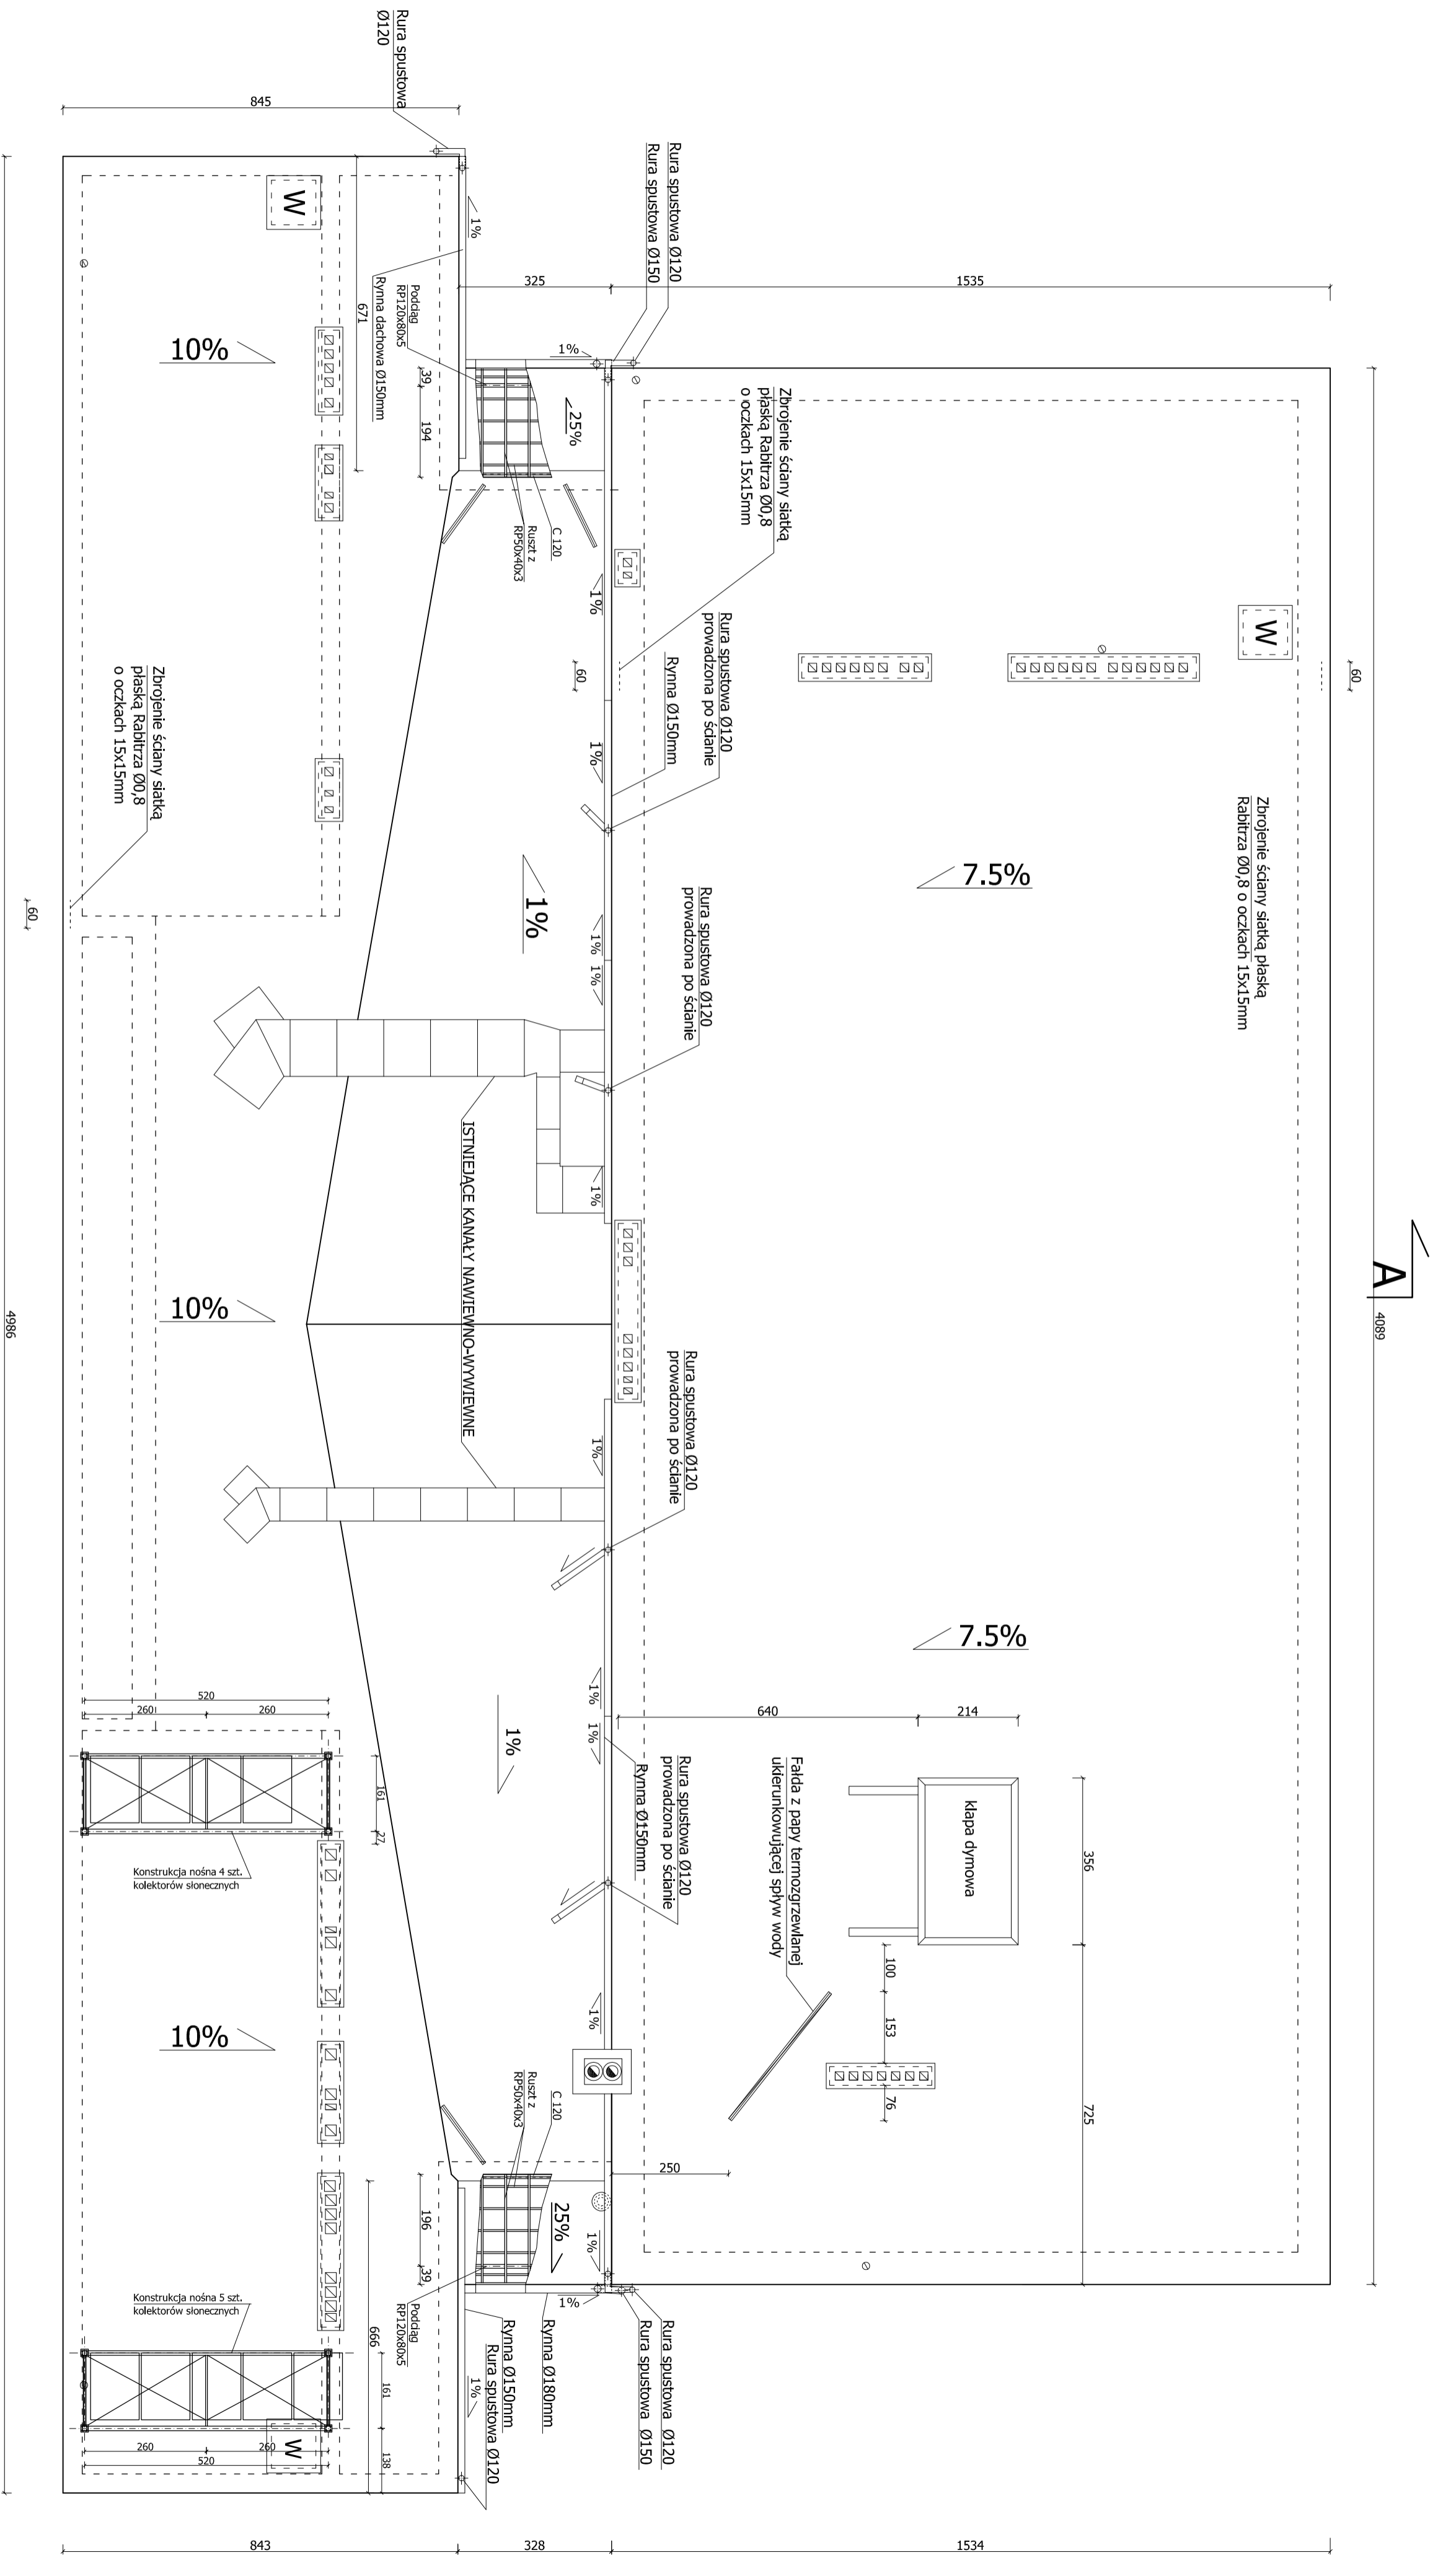 Rura spustowa
Ø120
845
325
1535
Rura spustowa Ø120
Rura spustowa Ø150
W
1%
671
Podciąg
RP120x80x5
Rynna dachowa Ø150mm
10%
39
194
1%
25%
Zbrojenie ściany siatką
płaską Rabitrza Ø0,8
o oczkach 15x15mm
C 120
Ruszt z
RP50x40x3
1%
W
60
60
Rura spustowa Ø120
prowadzona po ścianie
Rynna Ø150mm
1%
Zbrojenie ściany siatką
płaską Rabitrza Ø0,8
o oczkach 15x15mm
60
1%
7.5%
Zbrojenie ściany siatką płaską
Rabitrza Ø0,8 o oczkach 15x15mm
Rura spustowa Ø120
prowadzona po ścianie
1%
1%
1%
ISTNIEJĄCE KANAŁY NAWIEWNO-WYWIEWNE
A
4089
4986
10%
Rura spustowa Ø120
prowadzona po ścianie
1%
7.5%
1%
1%
1%
520
260
260
640
214
161
27
Konstrukcja nośna 4 szt.
kolektorów słonecznych
Rura spustowa Ø120
prowadzona po ścianie
Rynna Ø150mm
Fałda z papy termozgrzewlanej
ukierunkowującej spływ wody
klapa dymowa
356
100
153
76
725
10%
1%
C 120
Ruszt z
RP50x40x3
250
196
39
25%
1%
1%
Konstrukcja nośna 5 szt.
kolektorów słonecznych
666
Podciąg
RP120x80x5
Rynna Ø180mm
Rynna Ø150mm
Rura spustowa Ø120
1%
Rura spustowa Ø120
Rura spustowa Ø150
161
138
260
260
520
W
843
328
1534